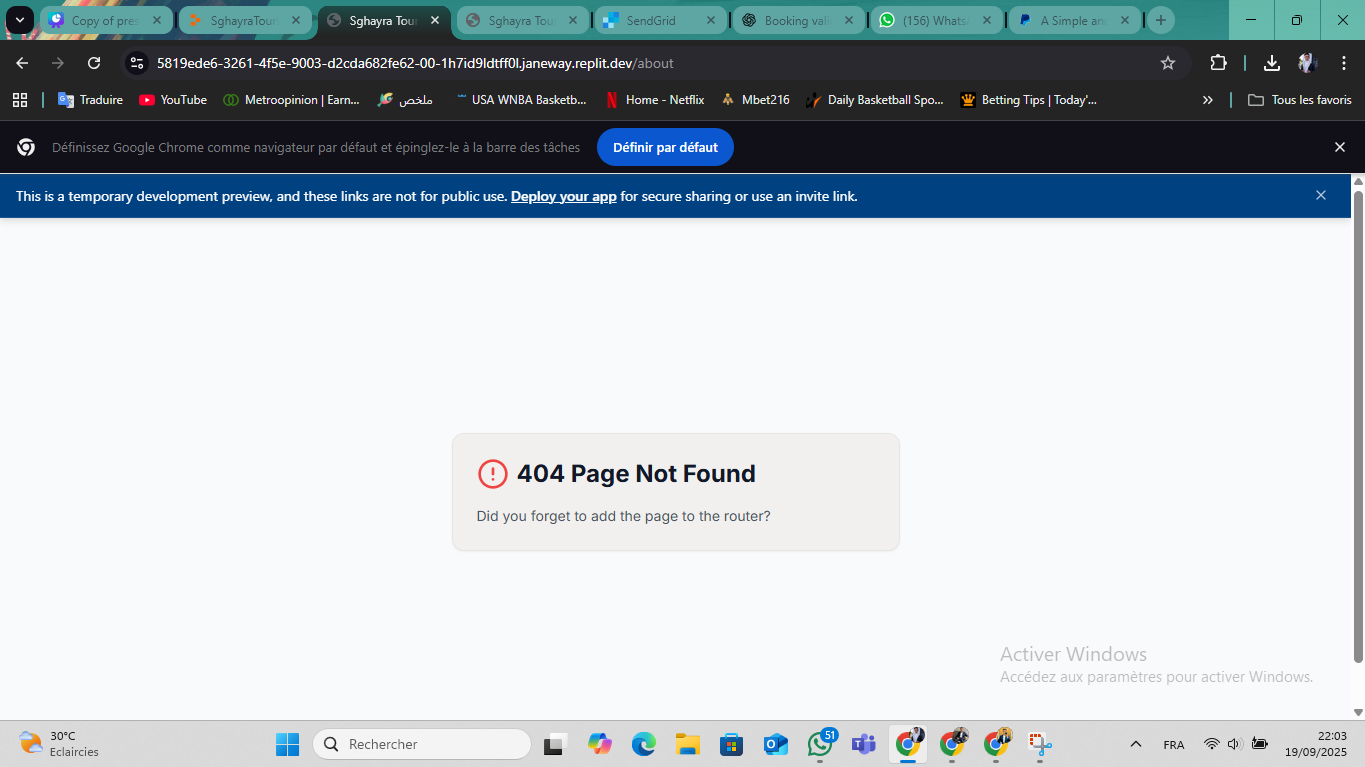 Copy of pres
SghayraTour
Sghayra Tour
Sghayra Tour
SendGrid
Booking vali
(156) Whats
A Simple an
5819ede6-3261-4f5e-9003-d2cda682fe62-00-1h7id9ldtff0l.janeway.replit.dev/about
Traduire
YouTube
Metroopinion | Earn...
ملخص
USA WNBA Basketb...
Home - Netflix
Mbet216
Daily Basketball Spo...
Betting Tips | Today'...
Tous les favoris
Définissez Google Chrome comme navigateur par défaut et épinglez-le à la barre des tâches
Définir par défaut
This is a temporary development preview, and these links are not for public use. Deploy your app for secure sharing or use an invite link.
404 Page Not Found
Did you forget to add the page to the router?
Activer Windows
Accédez aux paramètres pour activer Windows.
30°C
Eclaircies
Rechercher
51
FRA
22:03
19/09/2025